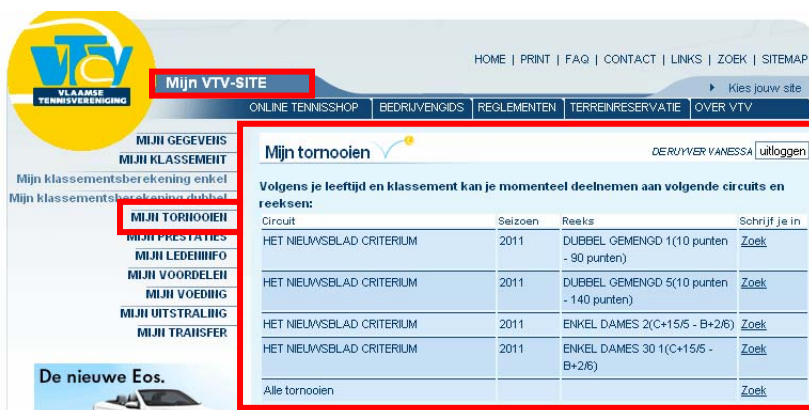 HOME | PRINT | FAQ | CONTACT | LINKS | ZOEK | SITEMAP
VTV
VLAAMSE
TENNISVERENIGING
Mijn VTV-SITE
Kies jouw site
ONLINE TENNISSHOP | BEDRIJVENGIDS | REGLEMENTEN | TERREINRESERVATIE | OVER VTV
MIJN GEGEVENS
MIJN KLASSEMENT
Mijn klassementsberekening enkel
Mijn klassementsberekening dubbel
MIJN TORNOOIEN
MIJN PRESTATIES
MIJN LEDENINFO
MIJN VOORDELEN
MIJN VOEDING
MIJN UITSTRALING
MIJN TRANSFER
De nieuwe Eos.
Mijn tornooien
DERUYVER VANESSA uitloggen
Volgens je leeftijd en klassement kan je momenteel deelnemen aan volgende circuits en
reeksen:
Circuit Seizoen Reeks Schrijf je in
HET NIEUWSBLAD CRITERIUM 2011 DUBBEL GEMENGD 1(10 punten Zoek
- 90 punten)
HET NIEUWSBLAD CRITERIUM 2011 DUBBEL GEMENGD 5(10 punten Zoek
- 140 punten)
HET NIEUWSBLAD CRITERIUM 2011 ENKEL DAMES 2(C+15/5 - B+2/6) Zoek
HET NIEUWSBLAD CRITERIUM 2011 ENKEL DAMES 30 1(C+15/5 - Zoek
B+2/6)
Alle tornooien Zoek